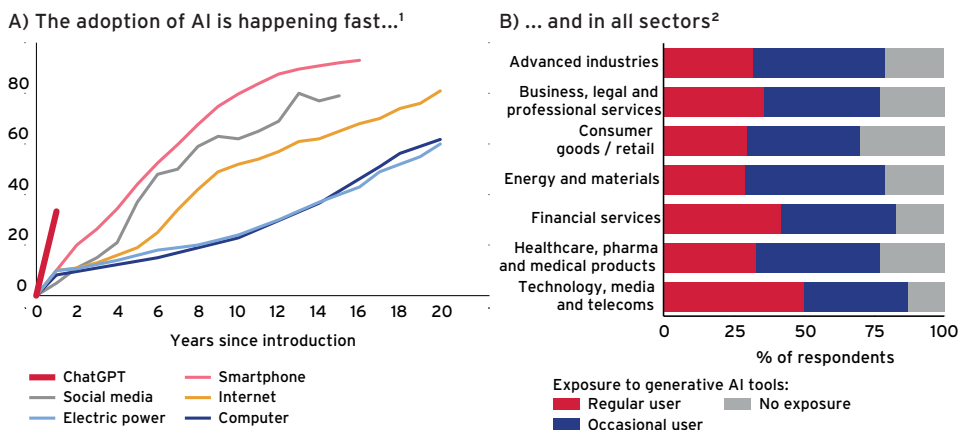 A) The adoption of AI is happening fast...¹
80
60
40
20
0
0 2 4 6 8 10 12 14 16 18 20
Years since introduction
ChatGPT
Social media
Electric power
Smartphone
Internet
Computer
B) ... and in all sectors²
Advanced industries
Business, legal and
professional services
Consumer
goods / retail
Energy and materials
Financial services
Healthcare, pharma
and medical products
Technology, media
and telecoms
0 25 50 75 100
% of respondents
Exposure to generative AI tools:
Regular user
Occasional user
No exposure